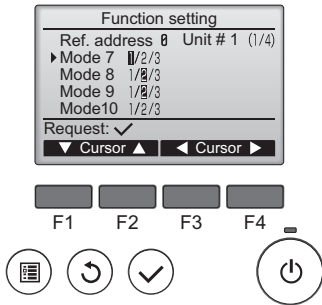 Function setting
Ref. address 0 Unit # 1 (1/4)
Mode 7 1/2/3
Mode 8 1/2/3
Mode 9 1/2/3
Mode10 1/2/3
Request: ✓
▼ Cursor ▲ ◀ Cursor ▶
F1 F2 F3 F4